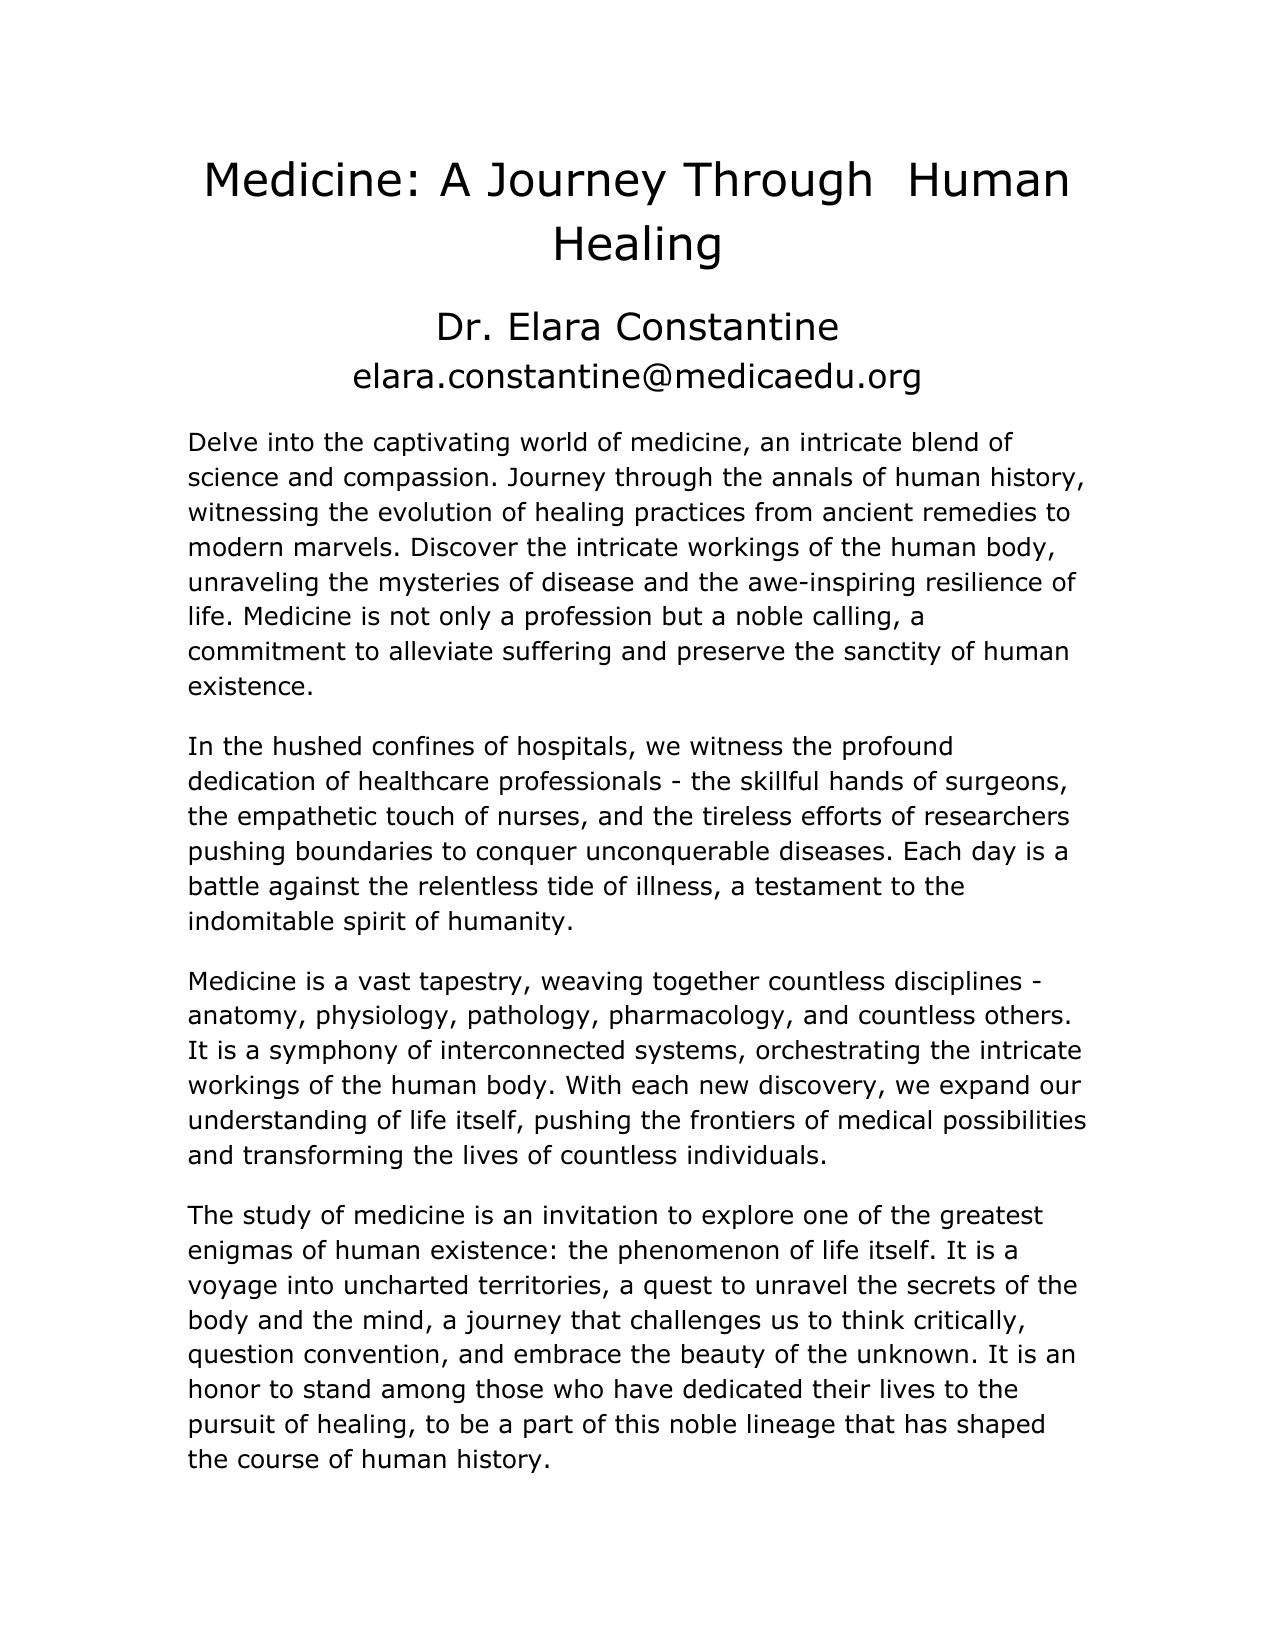 Medicine: A Journey Through  Human
Healing
Dr. Elara Constantine
elara.constantine@medicaedu.org
Delve into the captivating world of medicine, an intricate blend of
science and compassion. Journey through the annals of human history,
witnessing the evolution of healing practices from ancient remedies to
modern marvels. Discover the intricate workings of the human body,
unraveling the mysteries of disease and the awe-inspiring resilience of
life. Medicine is not only a profession but a noble calling, a
commitment to alleviate suffering and preserve the sanctity of human
existence.
In the hushed confines of hospitals, we witness the profound
dedication of healthcare professionals - the skillful hands of surgeons,
the empathetic touch of nurses, and the tireless efforts of researchers
pushing boundaries to conquer unconquerable diseases. Each day is a
battle against the relentless tide of illness, a testament to the
indomitable spirit of humanity.
Medicine is a vast tapestry, weaving together countless disciplines -
anatomy, physiology, pathology, pharmacology, and countless others.
It is a symphony of interconnected systems, orchestrating the intricate
workings of the human body. With each new discovery, we expand our
understanding of life itself, pushing the frontiers of medical possibilities
and transforming the lives of countless individuals.
The study of medicine is an invitation to explore one of the greatest
enigmas of human existence: the phenomenon of life itself. It is a
voyage into uncharted territories, a quest to unravel the secrets of the
body and the mind, a journey that challenges us to think critically,
question convention, and embrace the beauty of the unknown. It is an
honor to stand among those who have dedicated their lives to the
pursuit of healing, to be a part of this noble lineage that has shaped
the course of human history.